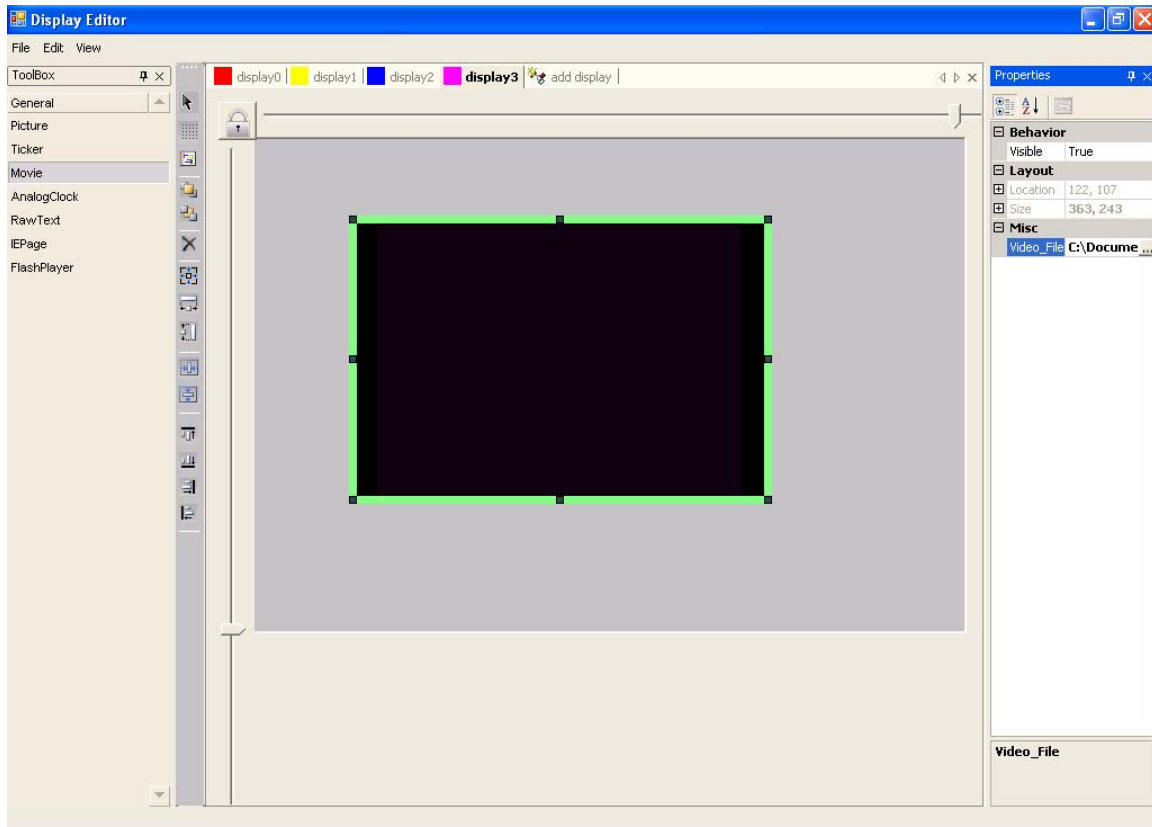 Display Editor
File Edit View
ToolBox
General
Picture
Ticker
Movie
AnalogClock
RawText
IEPage
FlashPlayer
display0 display1 display2 display3 add display
Properties
Behavior
Visible True
Layout
Location 122, 107
Size 363, 243
Misc
Video_File C:\Docume ...
Video_File